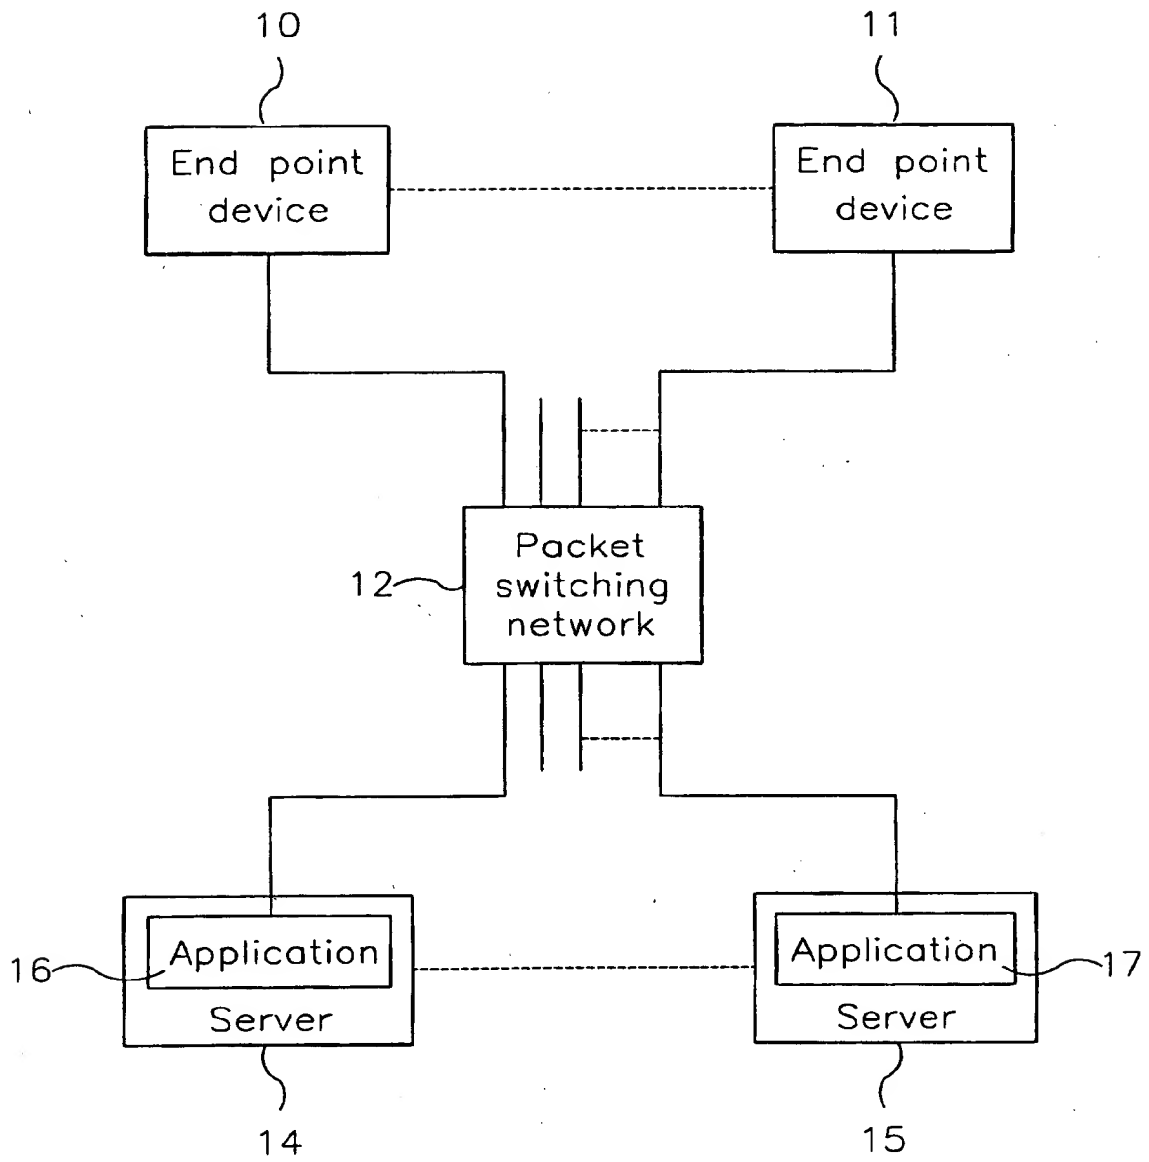 10
11
End point
device
End point
device
12
Packet
switching
network
16
Application
Server
Application
17
Server
14
15